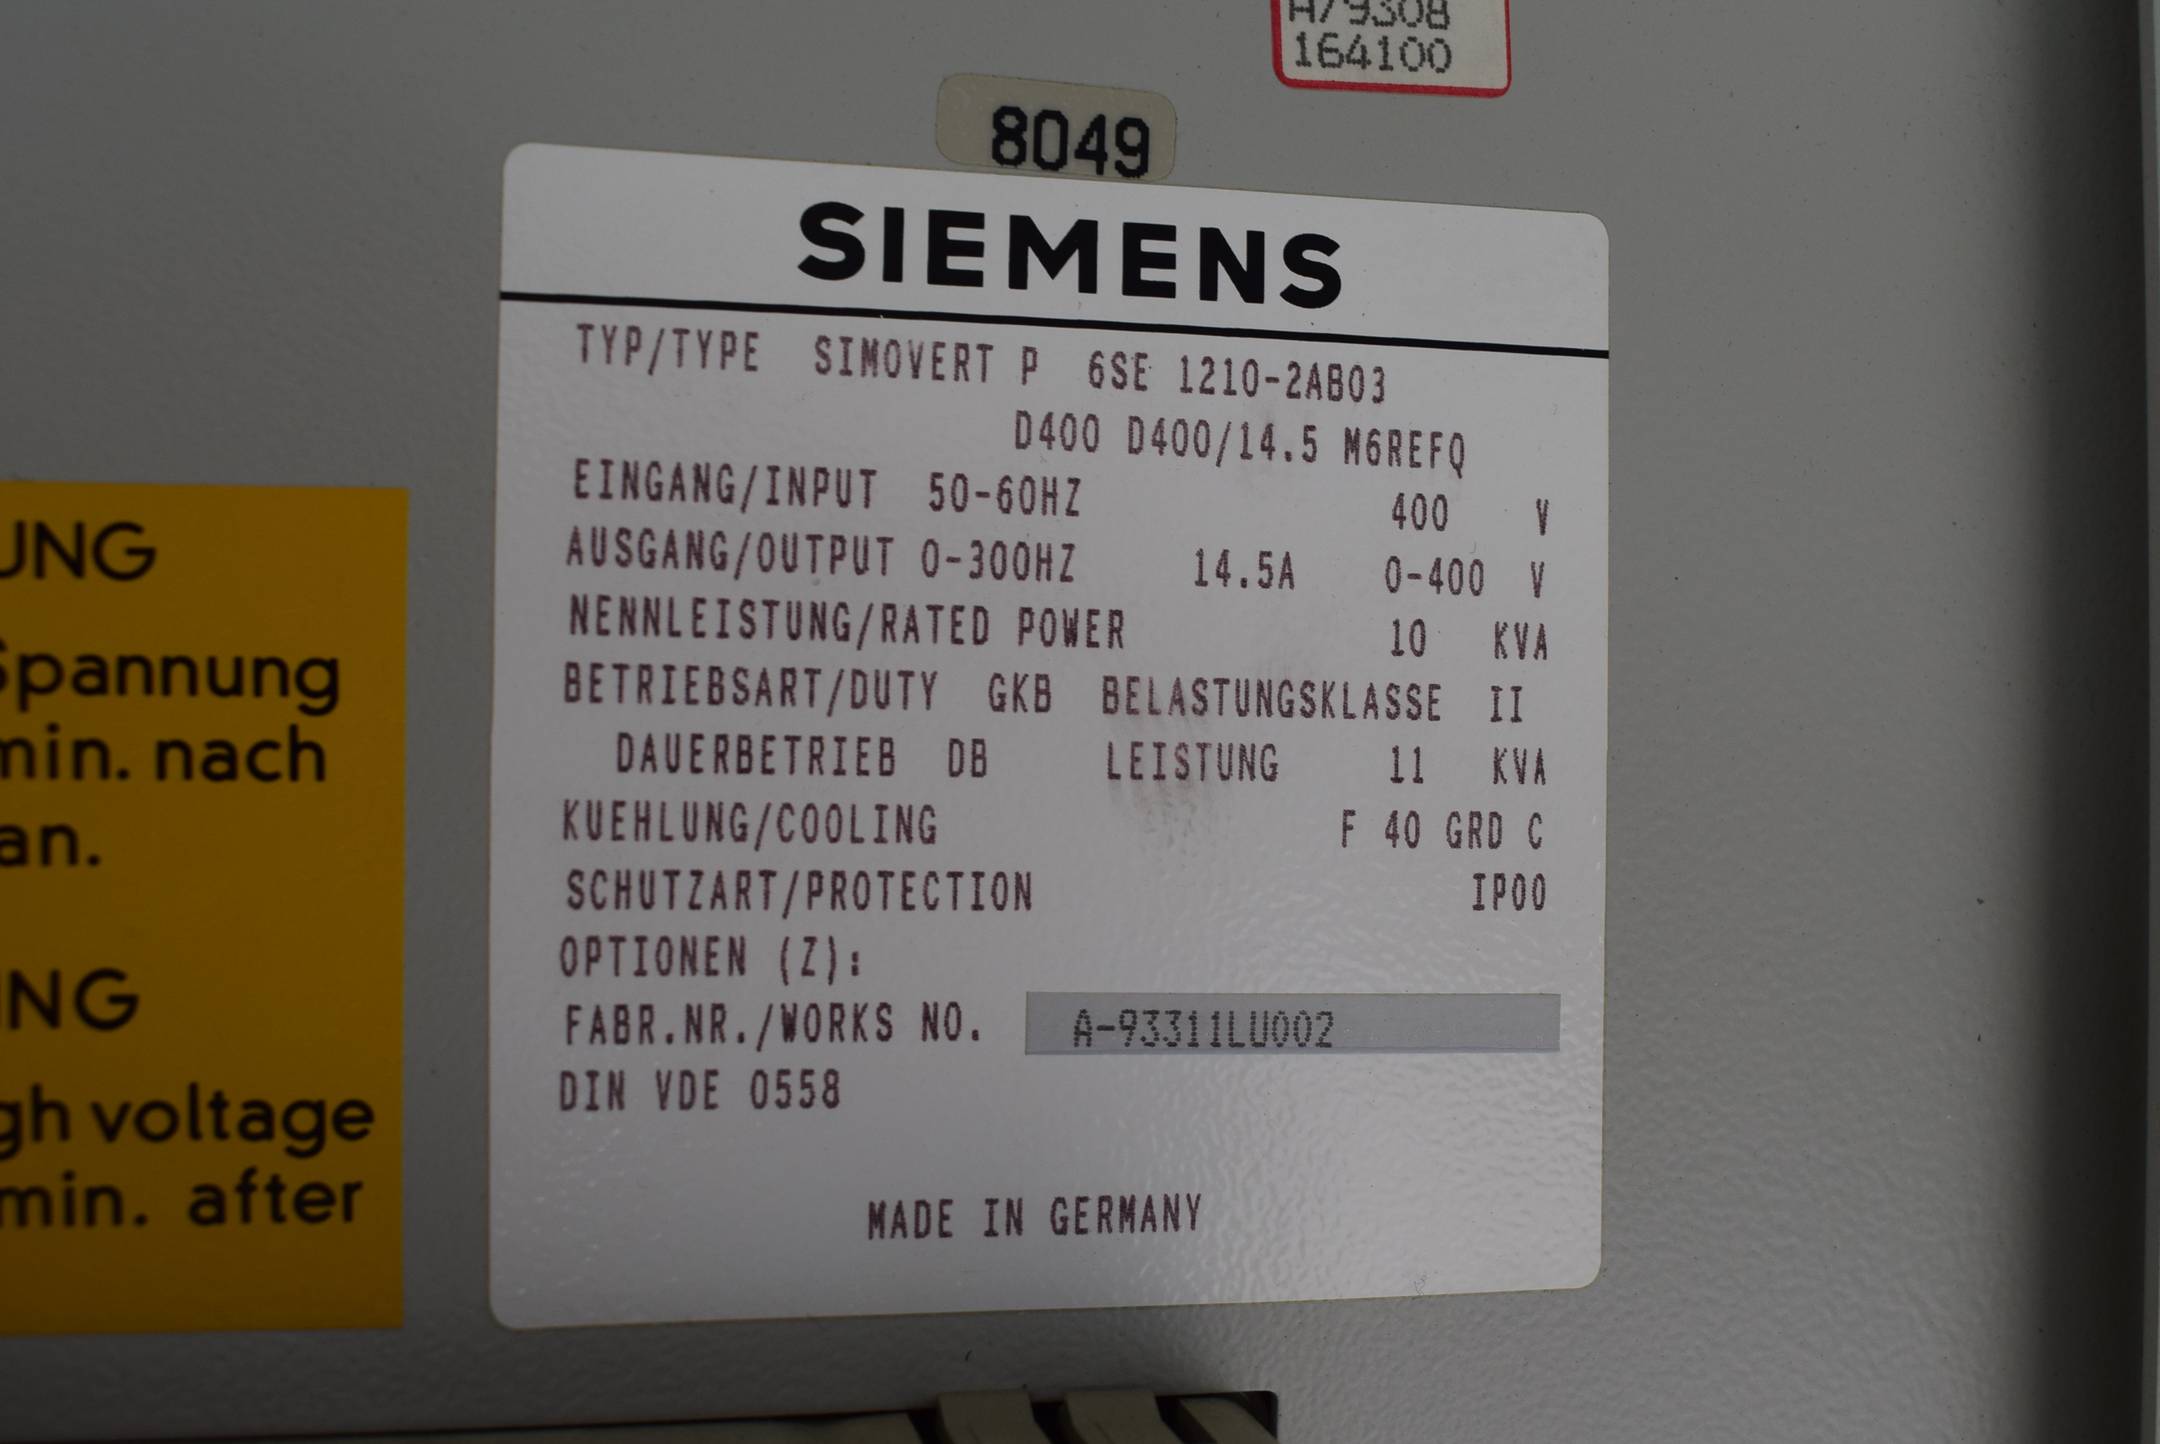 A79308
164100
8049
SIEMENS
TYP/TYPE SIMOVERT P 6SE 1210-2AB03
D400 D400/14.5 M6REFQ
EINGANG/INPUT 50-60HZ 400 V
AUSGANG/OUTPUT 0-300HZ 14.5A 0-400 V
NENNLEISTUNG/RATED POWER 10 KVA
BETRIEBSART/DUTY GKB BELASTUNGSKLASSE II
DAUERBETRIEB DB LEISTUNG 11 KVA
KUEHLUNG/COOLING F 40 GRD C
SCHUTZART/PROTECTION IP00
OPTIONEN (Z):
FABR.NR./WORKS NO. A-93311LU002
DIN VDE 0558
MADE IN GERMANY
UNG
Spannung
min. nach
an.
ING
gh voltage
min. after